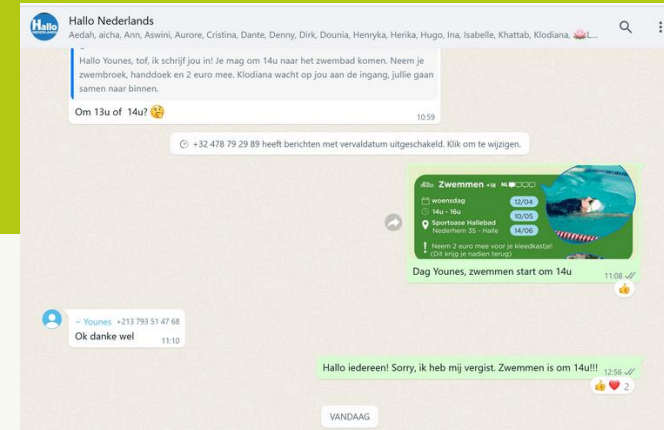 Hallo
NEDERLANDS
Hallo Nederlands
Aedah, aicha, Ann, Aswini, Aurore, Cristina, Dante, Denny, Dirk, Dounia, Henryka, Herika, Hugo, Ina, Isabelle, Khattab, Klodiana, 🪷L...
Hallo Younes, tof, ik schrijf jou in! Je mag om 14u naar het zwembad komen. Neem je
zwembroek, handdoek en 2 euro mee. Klodiana wacht op jou aan de ingang, jullie gaan
samen naar binnen.
Om 13u of 14u? 🤔
10:59
+32 478 79 29 89 heeft berichten met vervaldatum uitgeschakeld. Klik om te wijzigen.
Zwemmen +18 NL
woensdag
14u - 16u
Sportoase Hallebad
Nederhem 35 - Halle
12/04
10/05
14/06
! Neem 2 euro mee voor je kleedkastje!
(Dit krijg je nadien terug)
Dag Younes, zwemmen start om 14u
11:08
👍
~ Younes +213 793 51 47 68
Ok danke wel
11:10
Hallo iedereen! Sorry, ik heb mij vergist. Zwemmen is om 14u!!!
12:56
👍❤️ 2
VANDAAG